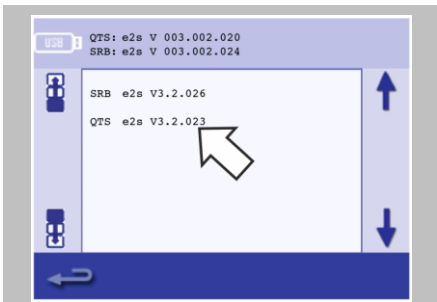 USB
QTS: e2s V 003.002.020
SRB: e2s V 003.002.024
SRB e2s V3.2.026
QTS e2s V3.2.023